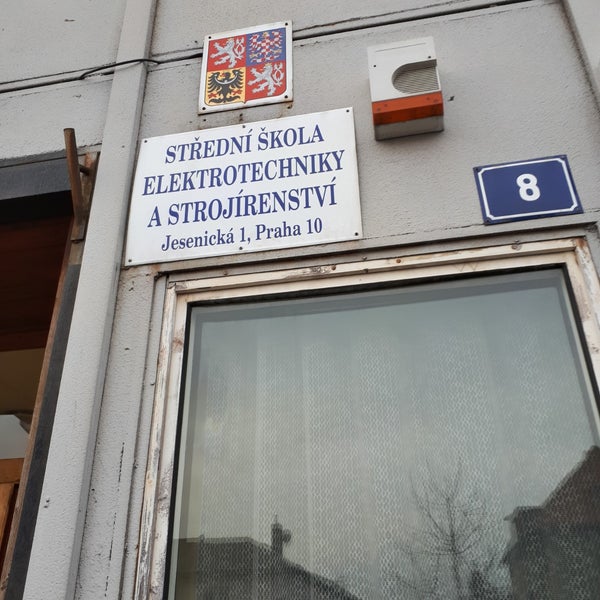 STŘEDNÍ ŠKOLA
ELEKTROTECHNIKY
A STROJÍRENSTVÍ
Jesenická 1, Praha 10
8